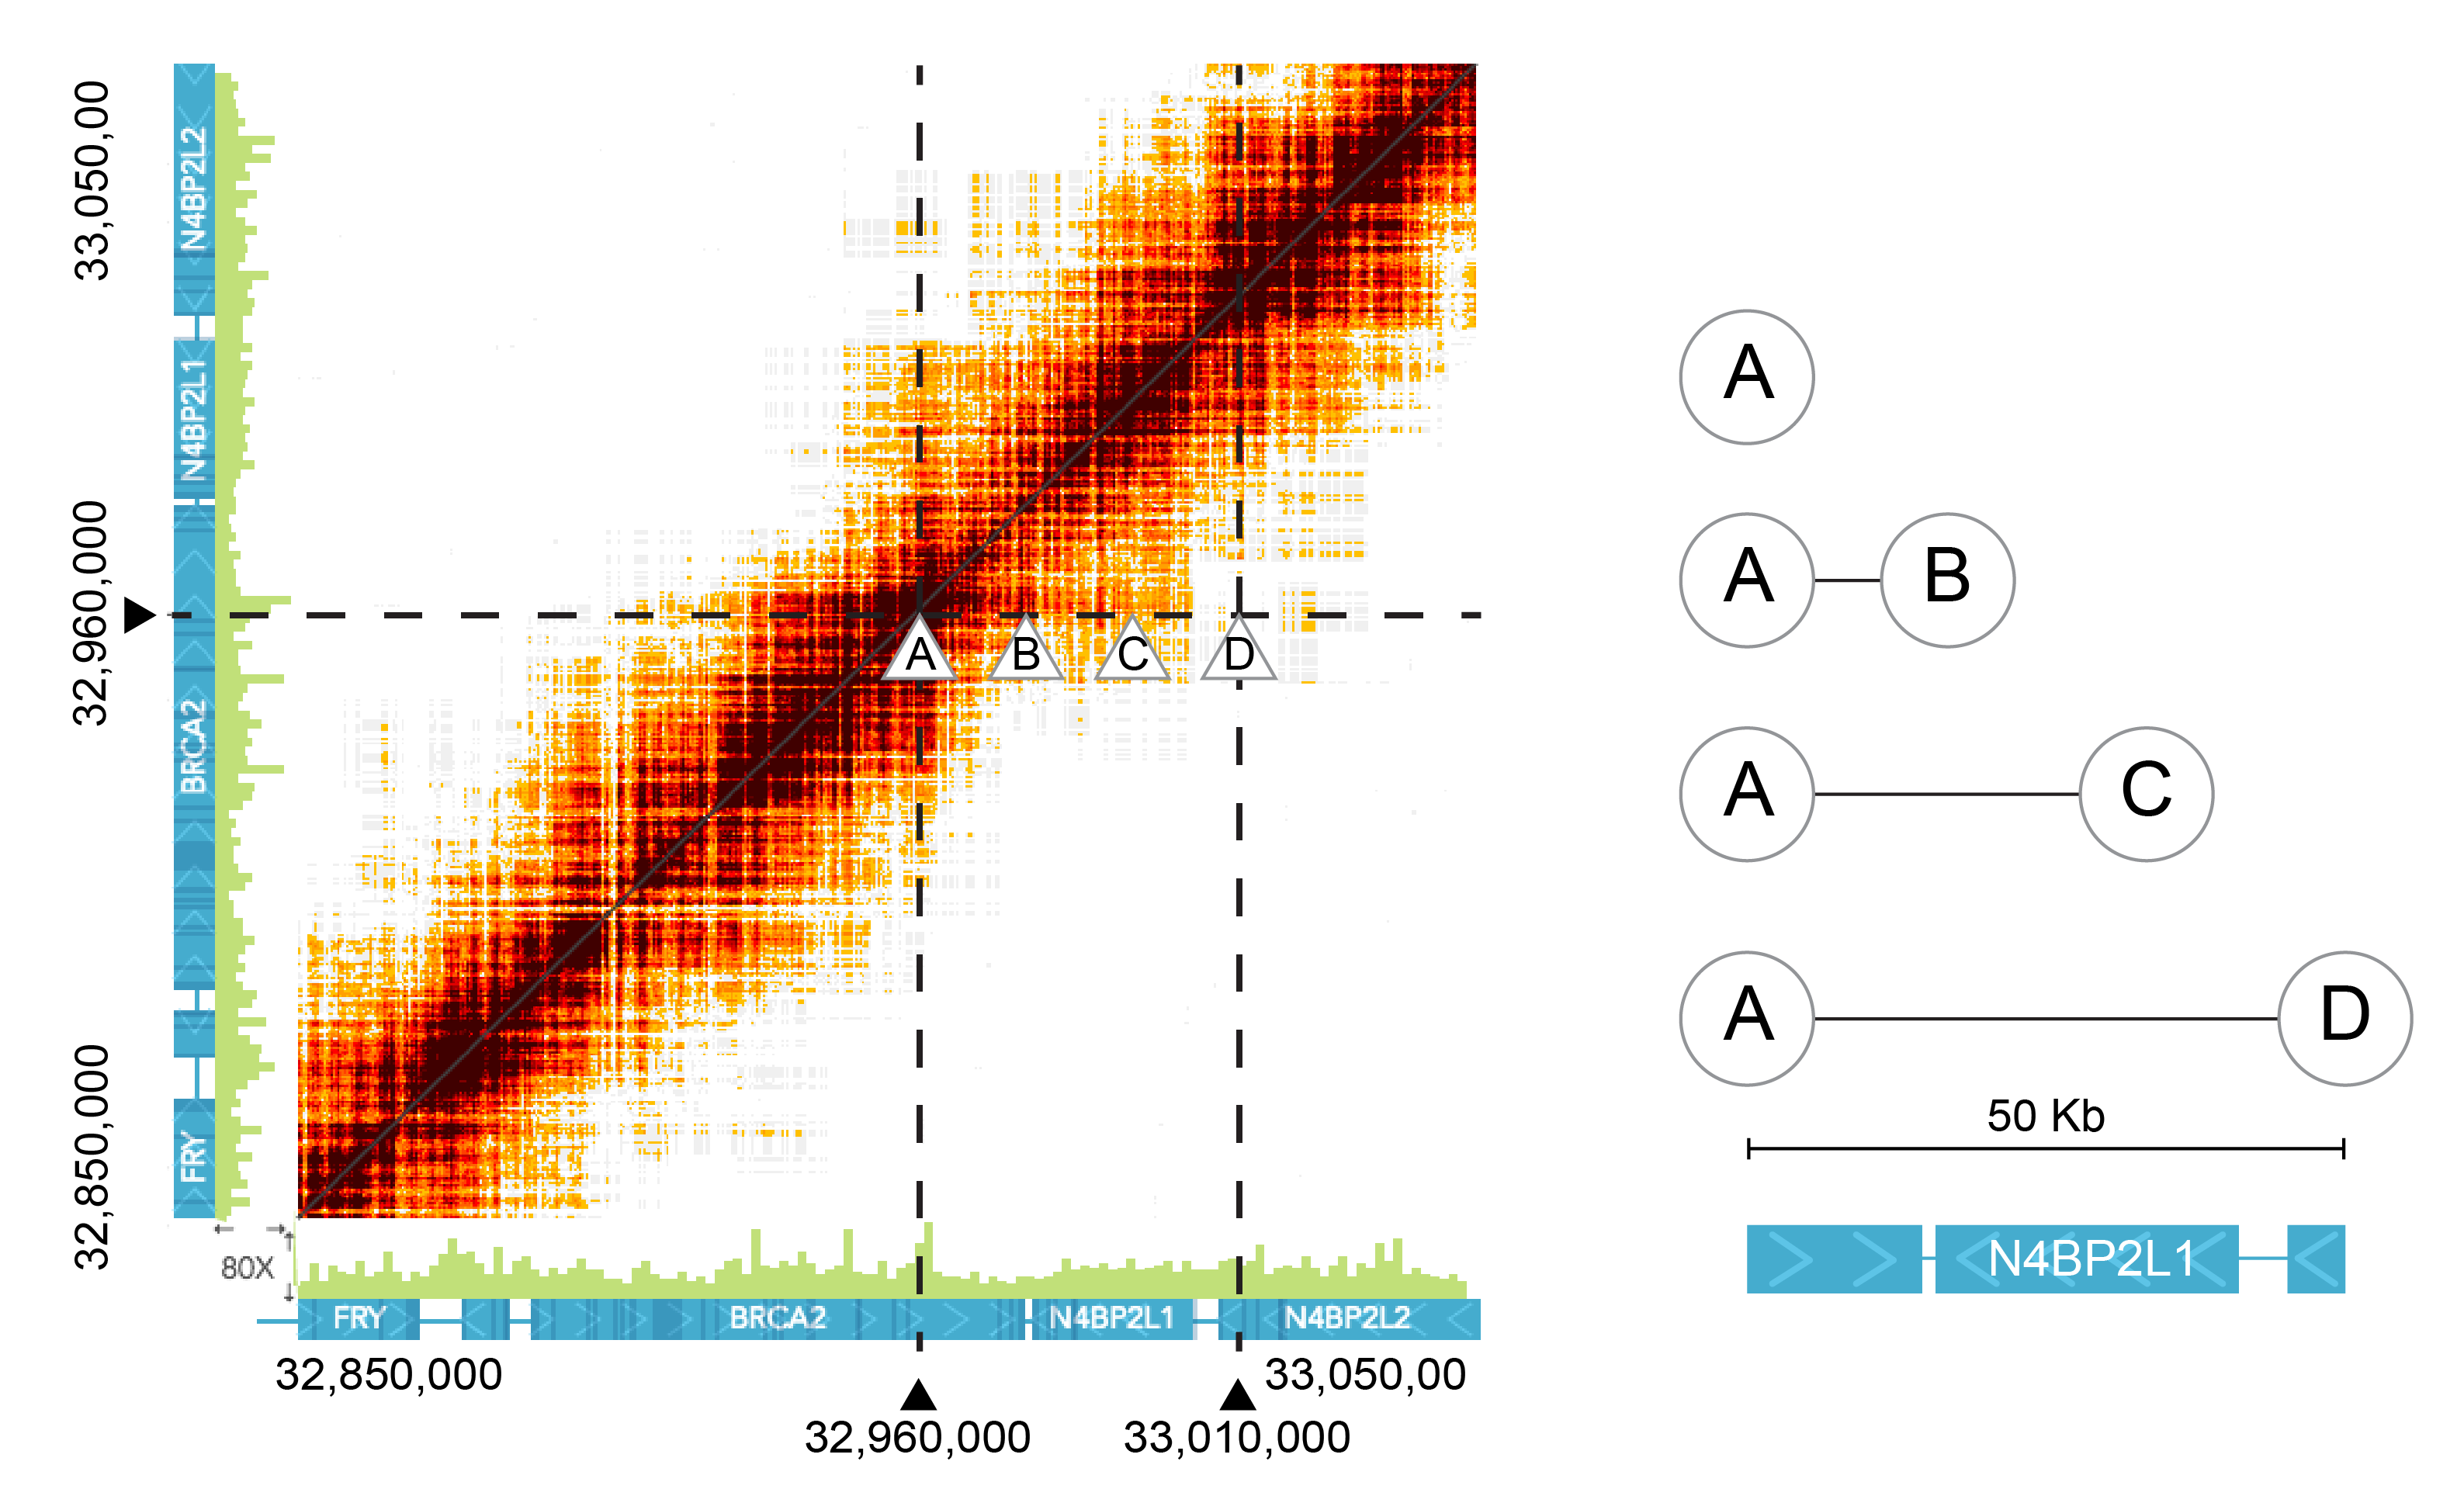 33,050,00
32,960,000
32,850,000
N4BP2L2
N4BP2L1
BRCA2
FRY
A
B
C
D
80X
FRY
BRCA2
N4BP2L1
N4BP2L2
32,850,000
33,050,00
32,960,000
33,010,000
A
A B
A C
A D
50 Kb
N4BP2L1